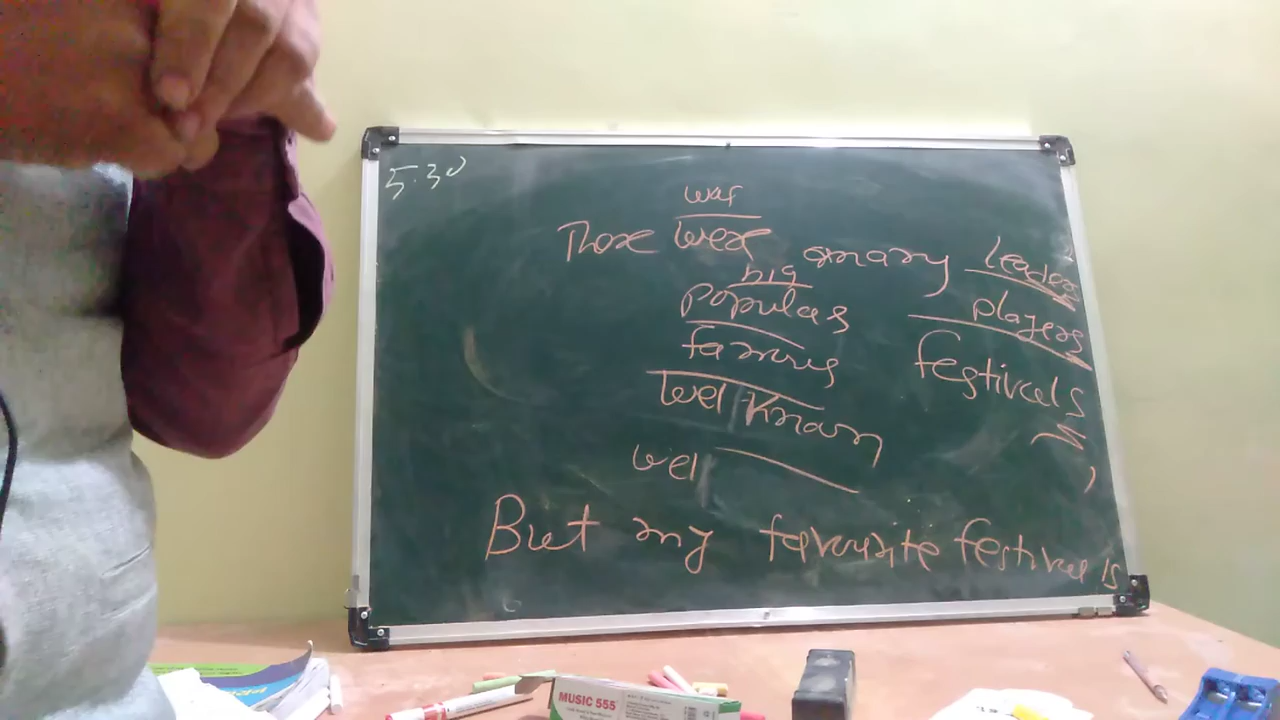 5.30
was
There were many leaders
big
popular players
famous festivals
wel known
wel
But my favourite festival is
MUSIC 555